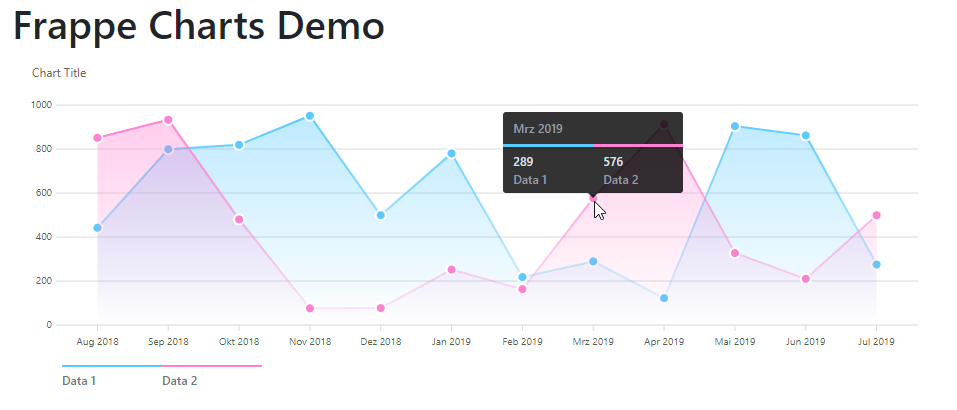 Frappe Charts Demo
Chart Title
1000
800
600
400
200
0
Mrz 2019
289 576
Data 1 Data 2
Aug 2018 Sep 2018 Okt 2018 Nov 2018 Dez 2018 Jan 2019 Feb 2019 Mrz 2019 Apr 2019 Mai 2019 Jun 2019 Jul 2019
Data 1 Data 2